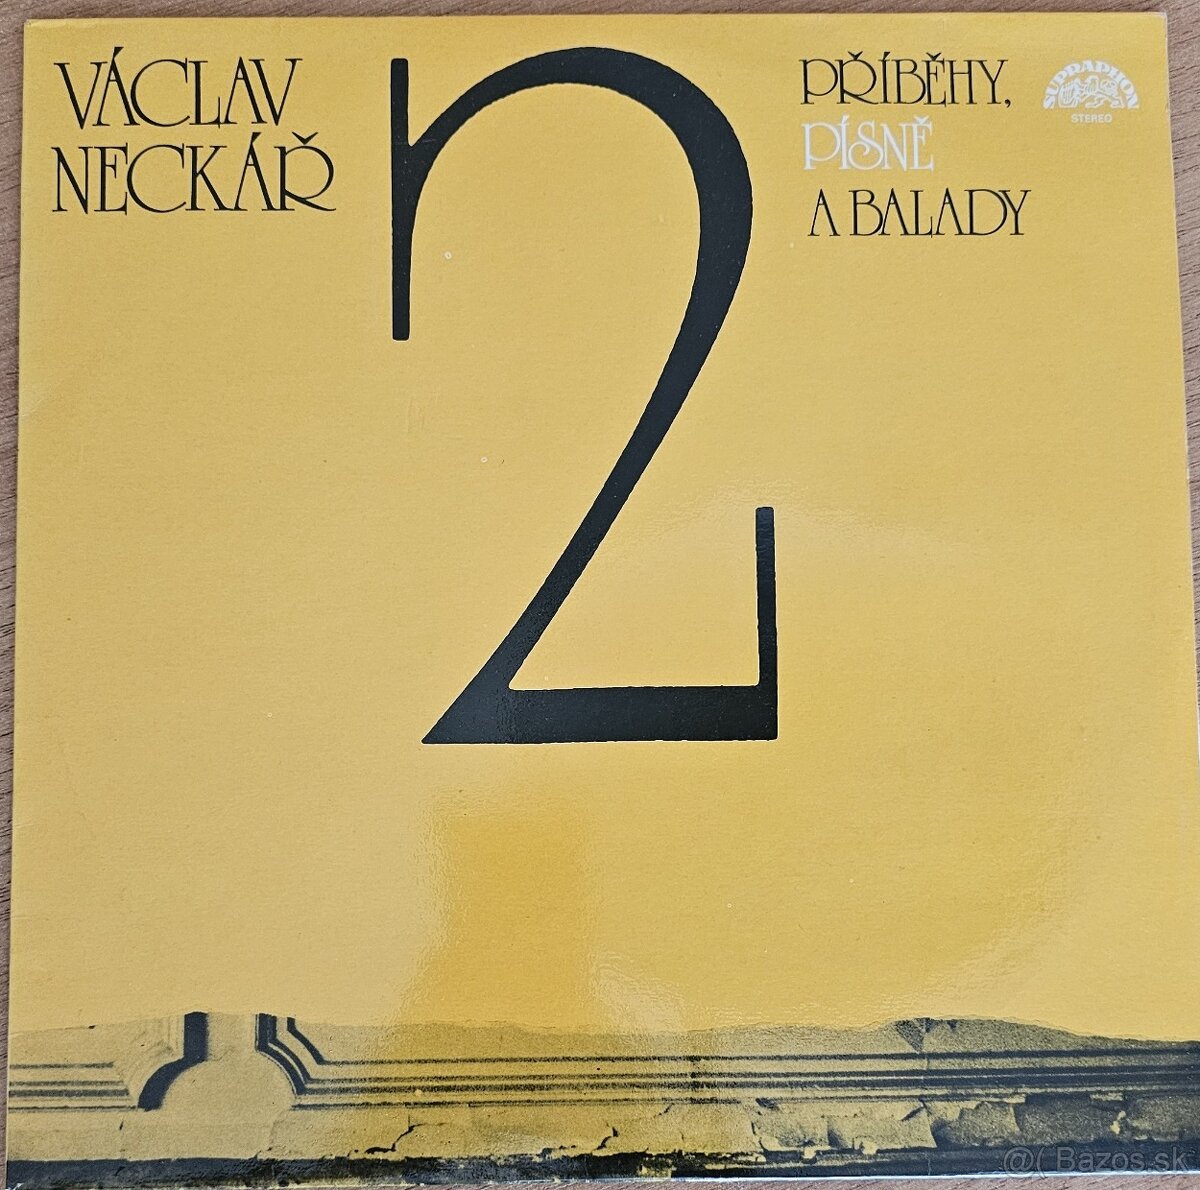 VÁCLAV
NECKÁŘ
2
PŘÍBĚHY,
PÍSNĚ
A BALADY
SUPRAPHON
STEREO
@( Bazos.sk